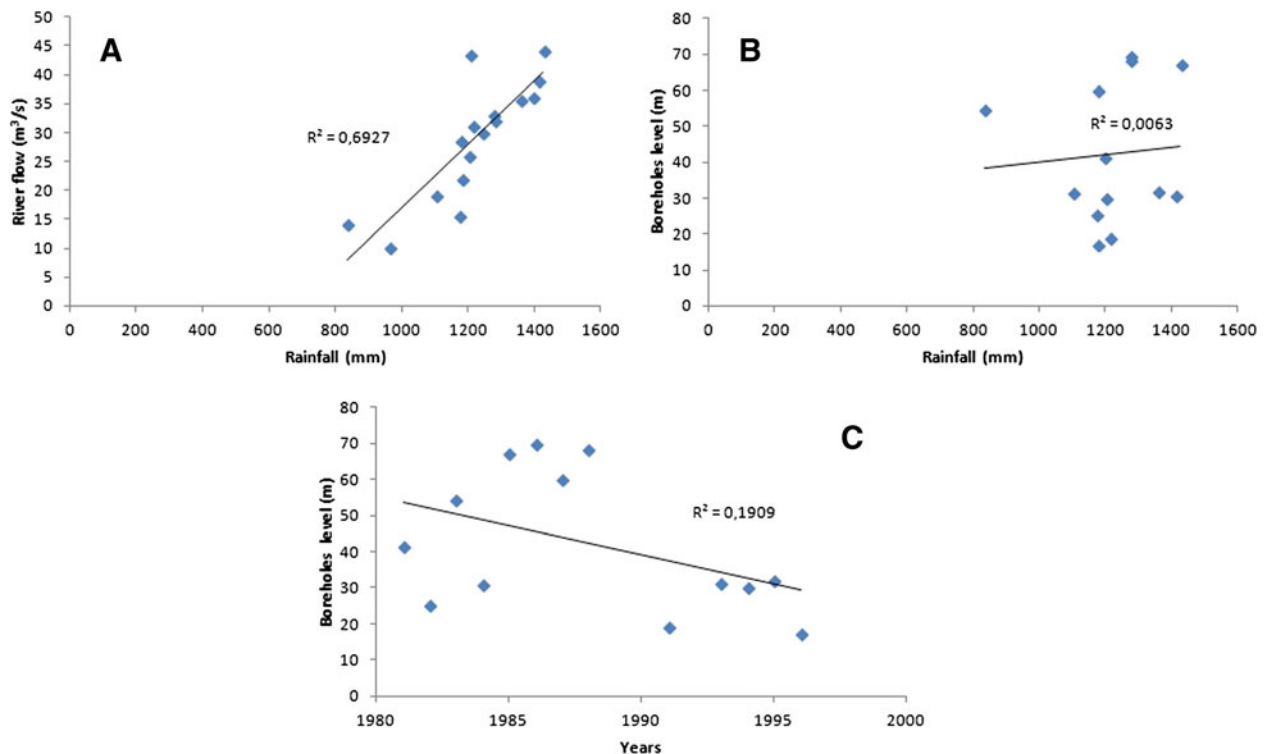 A
50
45
40
35
30
25
20
15
10
5
0
River flow (m³/s)
R² = 0,6927
0 200 400 600 800 1000 1200 1400 1600
Rainfall (mm)
B
80
70
60
50
40
30
20
10
0
Boreholes level (m)
R² = 0,0063
0 200 400 600 800 1000 1200 1400 1600
Rainfall (mm)
C
80
70
60
50
40
30
20
10
0
Boreholes level (m)
R² = 0,1909
1980 1985 1990 1995 2000
Years